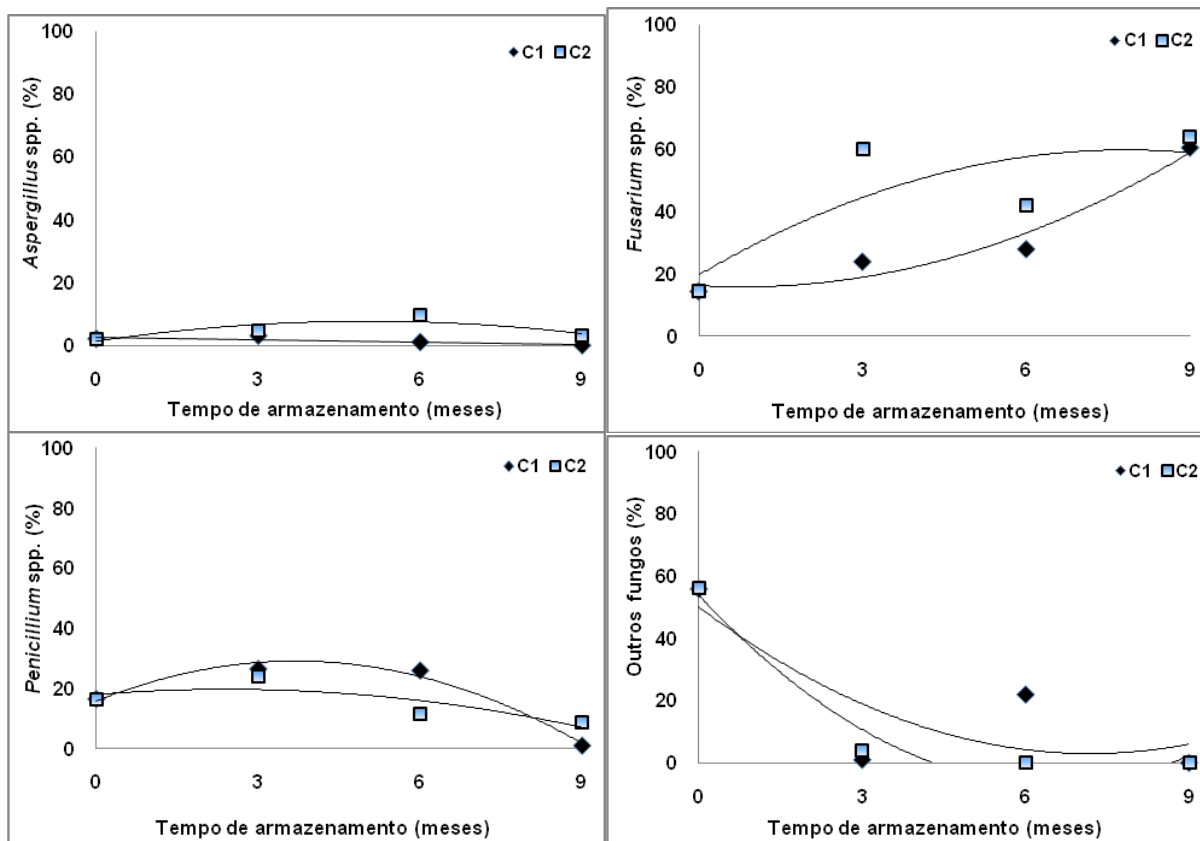 100
80
60
40
20
0
Aspergillus spp. (%)
C1 C2
0 3 6 9
Tempo de armazenamento (meses)
100
80
60
40
20
0
Fusarium spp. (%)
C1 C2
0 3 6 9
Tempo de armazenamento (meses)
100
80
60
40
20
0
Penicillium spp. (%)
C1 C2
0 3 6 9
Tempo de armazenamento (meses)
100
80
60
40
20
0
Outros fungos (%)
C1 C2
0 3 6 9
Tempo de armazenamento (meses)